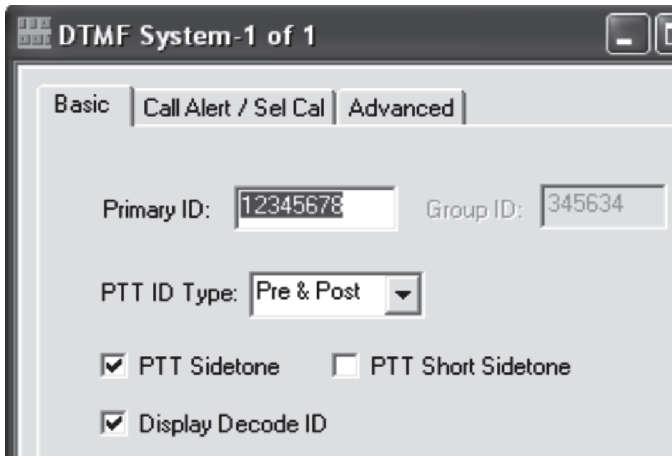 DTMF System-1 of 1
Basic Call Alert / Sel Cal Advanced
Primary ID: 12345678 Group ID: 345634
PTT ID Type: Pre & Post
PTT Sidetone PTT Short Sidetone
Display Decode ID